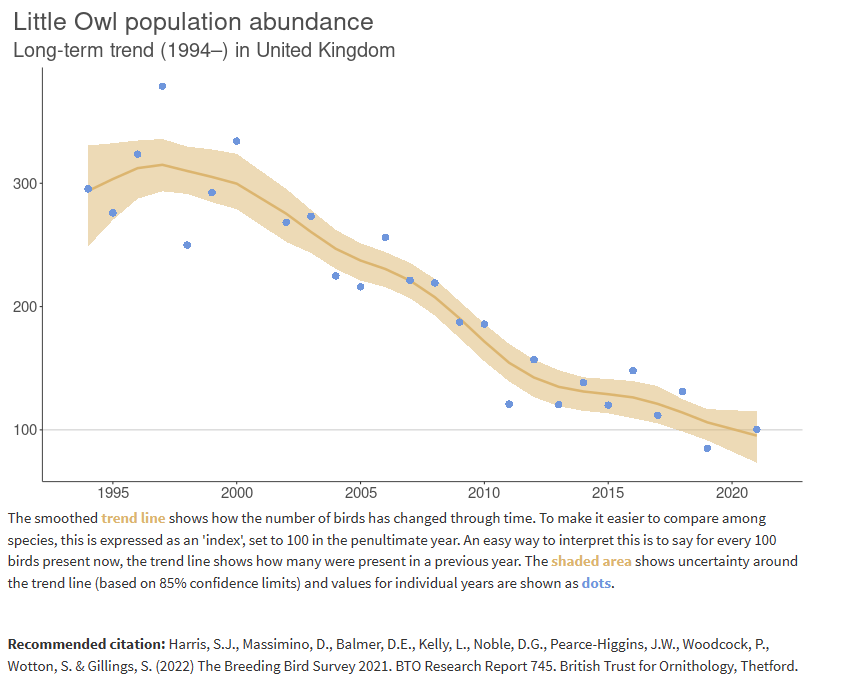 Little Owl population abundance
Long-term trend (1994–) in United Kingdom
300
200
100
1995 2000 2005 2010 2015 2020
The smoothed trend line shows how the number of birds has changed through time. To make it easier to compare among
species, this is expressed as an 'index', set to 100 in the penultimate year. An easy way to interpret this is to say for every 100
birds present now, the trend line shows how many were present in a previous year. The shaded area shows uncertainty around
the trend line (based on 85% confidence limits) and values for individual years are shown as dots.
Recommended citation: Harris, S.J., Massimino, D., Balmer, D.E., Kelly, L., Noble, D.G., Pearce-Higgins, J.W., Woodcock, P.,
Wotton, S. & Gillings, S. (2022) The Breeding Bird Survey 2021. BTO Research Report 745. British Trust for Ornithology, Thetford.